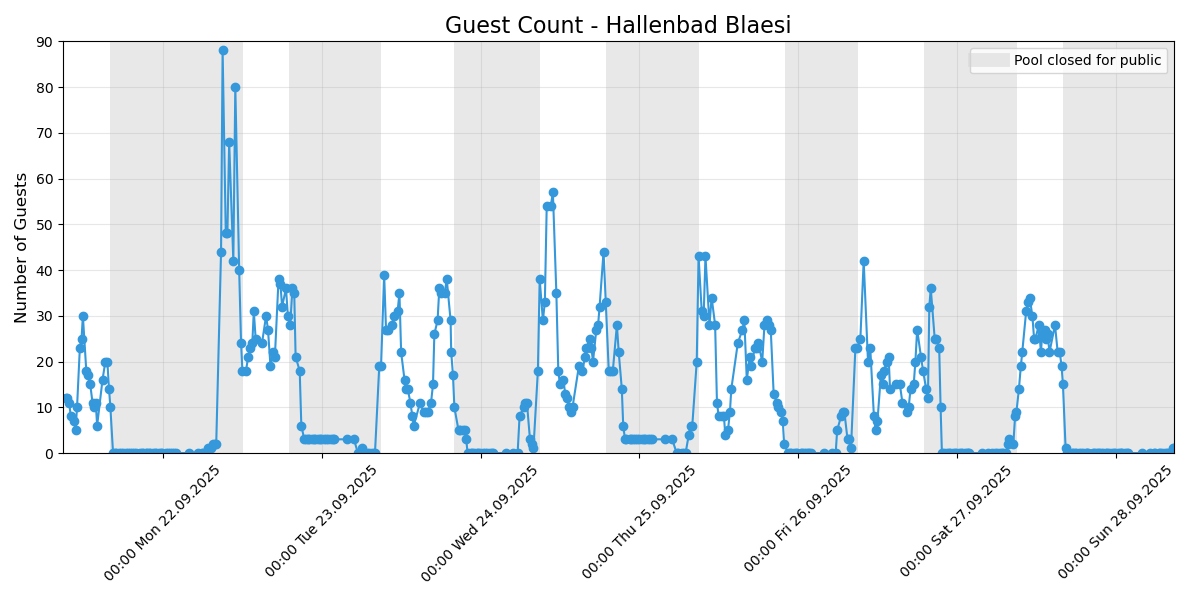 Guest Count - Hallenbad Blaesi
Pool closed for public
Number of Guests
90
80
70
60
50
40
30
20
10
0
00:00 Mon 22.09.2025
00:00 Tue 23.09.2025
00:00 Wed 24.09.2025
00:00 Thu 25.09.2025
00:00 Fri 26.09.2025
00:00 Sat 27.09.2025
00:00 Sun 28.09.2025